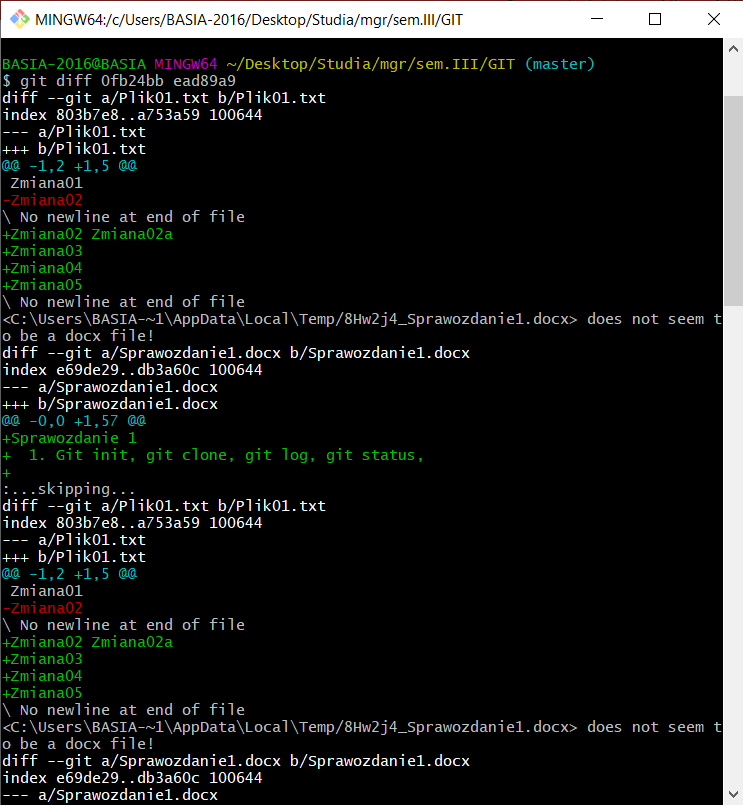 MINGW64:/c/Users/BASIA-2016/Desktop/Studia/mgr/sem.III/GIT
BASIA-2016@BASIA MINGW64 ~/Desktop/Studia/mgr/sem.III/GIT (master)
$ git diff 0fb24bb ead89a9
diff --git a/Plik01.txt b/Plik01.txt
index 803b7e8..a753a59 100644
--- a/Plik01.txt
+++ b/Plik01.txt
@@ -1,2 +1,5 @@
 Zmiana01
-Zmiana02
\ No newline at end of file
+Zmiana02 Zmiana02a
+Zmiana03
+Zmiana04
+Zmiana05
\ No newline at end of file
<C:\Users\BASIA-~1\AppData\Local\Temp/8Hw2j4_Sprawozdanie1.docx> does not seem t
o be a docx file!
diff --git a/Sprawozdanie1.docx b/Sprawozdanie1.docx
index e69de29..db3a60c 100644
--- a/Sprawozdanie1.docx
+++ b/Sprawozdanie1.docx
@@ -0,0 +1,57 @@
+Sprawozdanie 1
+  1. Git init, git clone, git log, git status,
+
:...skipping...
diff --git a/Plik01.txt b/Plik01.txt
index 803b7e8..a753a59 100644
--- a/Plik01.txt
+++ b/Plik01.txt
@@ -1,2 +1,5 @@
 Zmiana01
-Zmiana02
\ No newline at end of file
+Zmiana02 Zmiana02a
+Zmiana03
+Zmiana04
+Zmiana05
\ No newline at end of file
<C:\Users\BASIA-~1\AppData\Local\Temp/8Hw2j4_Sprawozdanie1.docx> does not seem t
o be a docx file!
diff --git a/Sprawozdanie1.docx b/Sprawozdanie1.docx
index e69de29..db3a60c 100644
--- a/Sprawozdanie1.docx